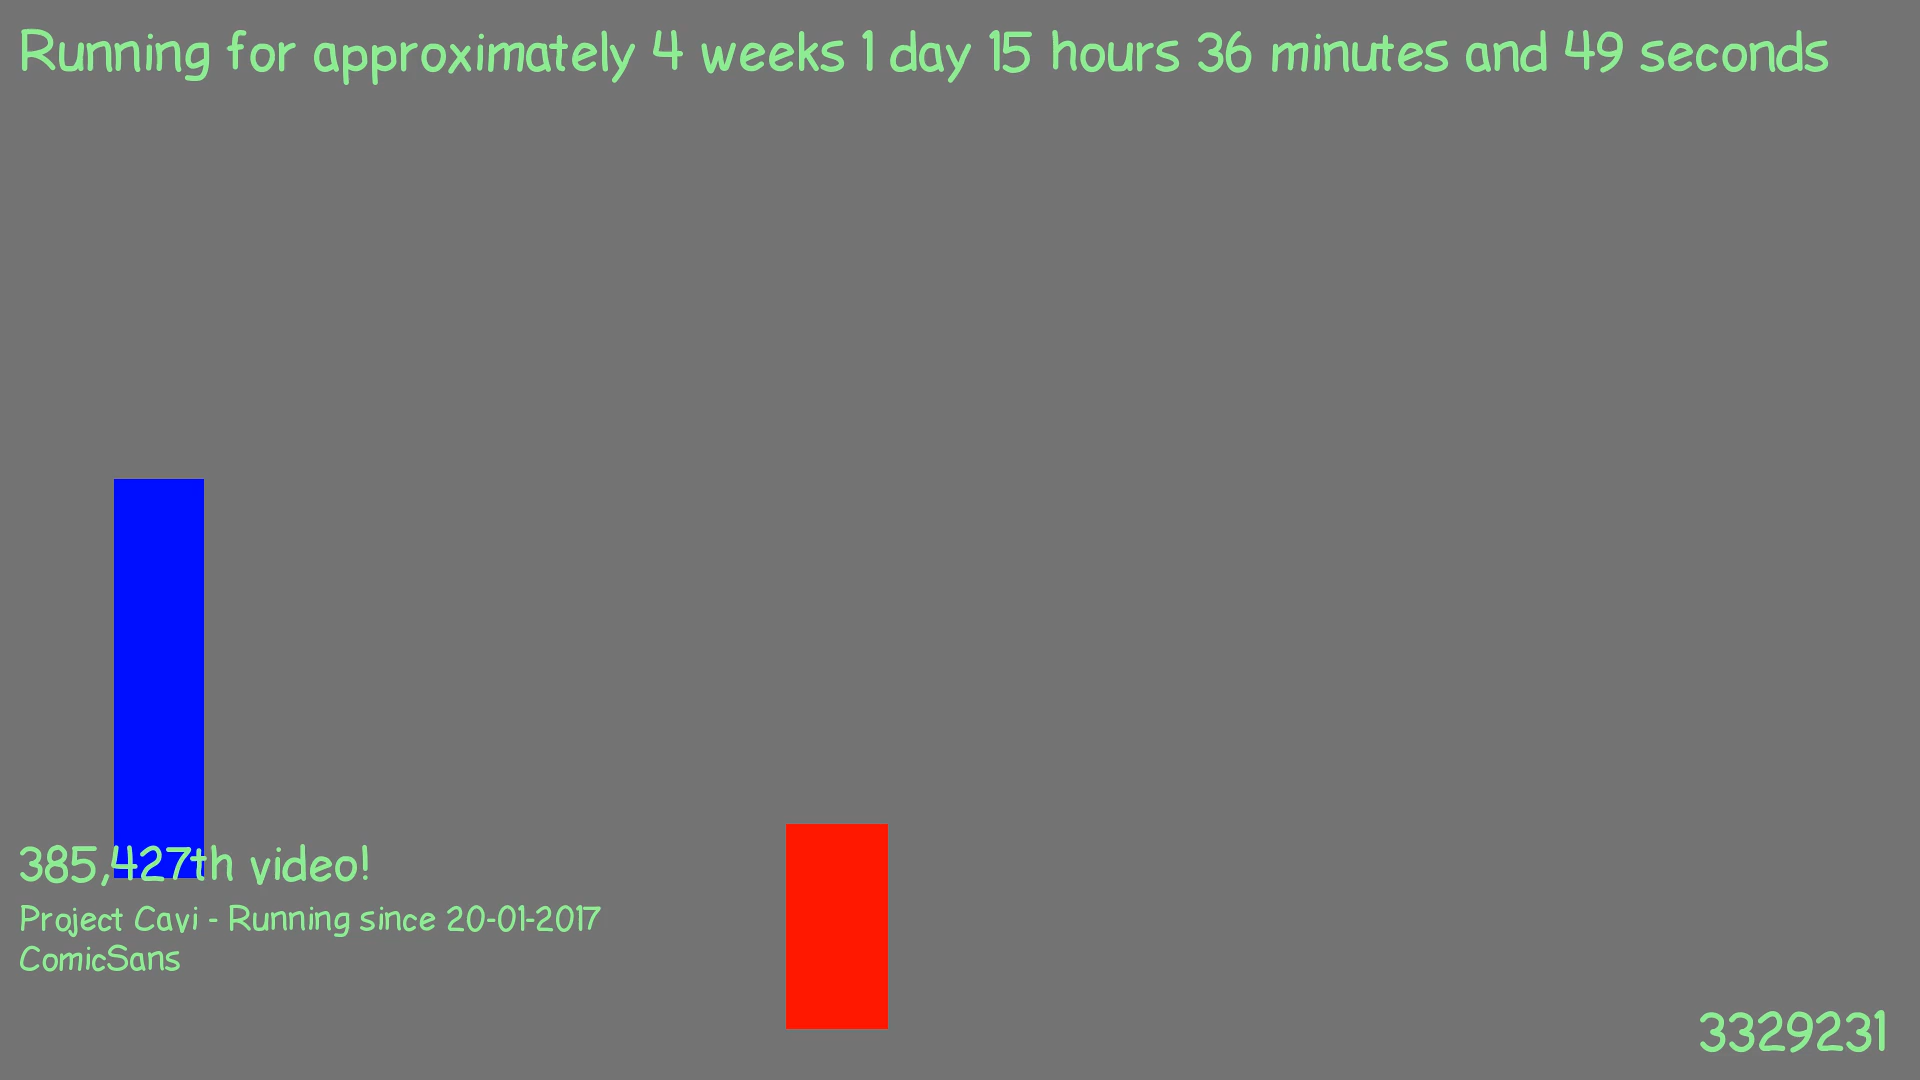 Running for approximately 4 weeks 1 day 15 hours 36 minutes and 49 seconds
385,427th video!
Project Cavi - Running since 20-01-2017
ComicSans
3329231